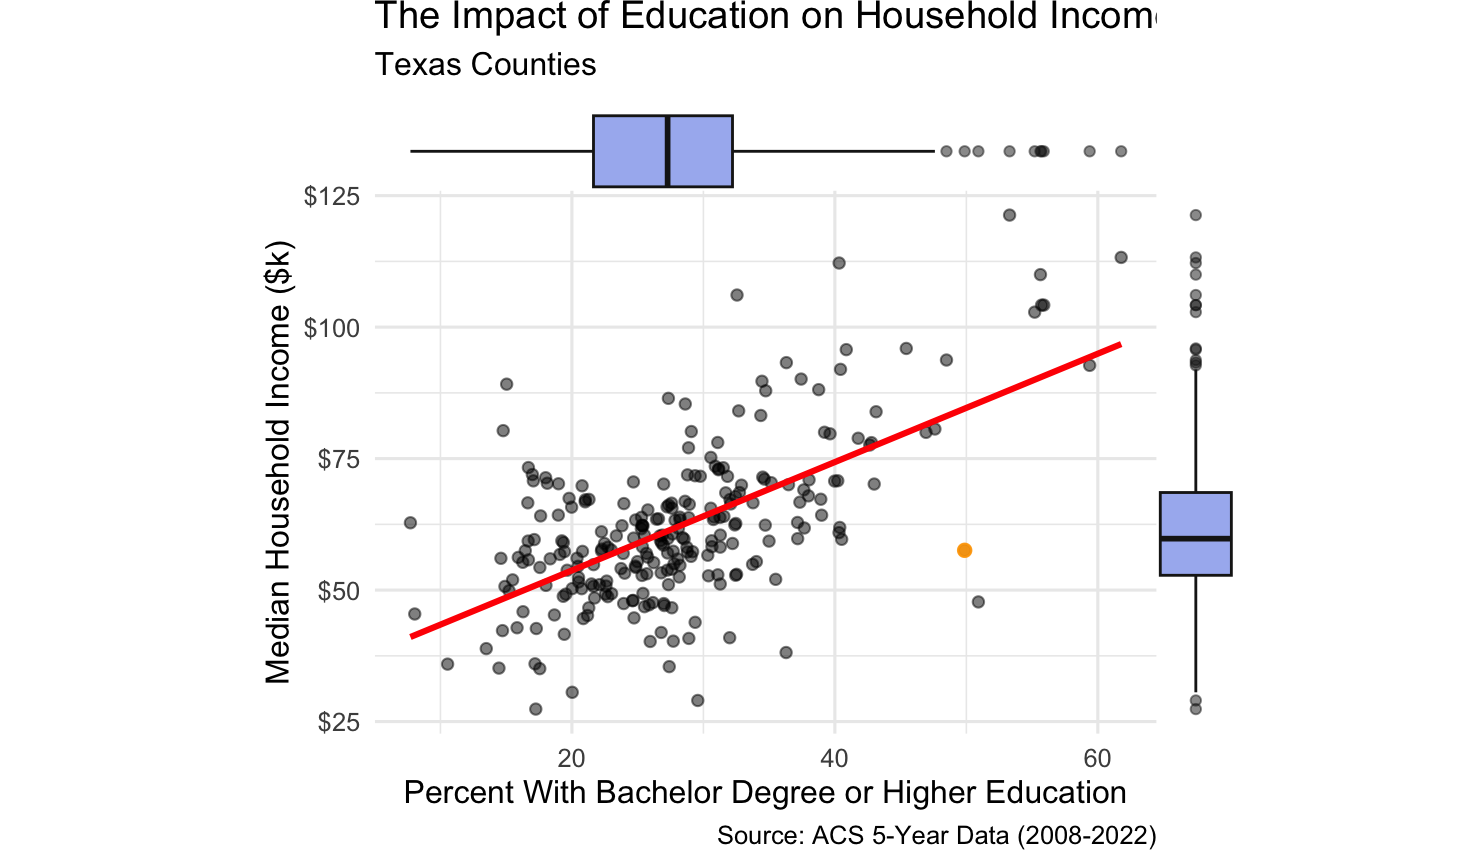 The Impact of Education on Household Incom
Texas Counties
$125
$100
$75
$50
$25
Median Household Income ($k)
20 40 60
Percent With Bachelor Degree or Higher Education
Source: ACS 5-Year Data (2008-2022)